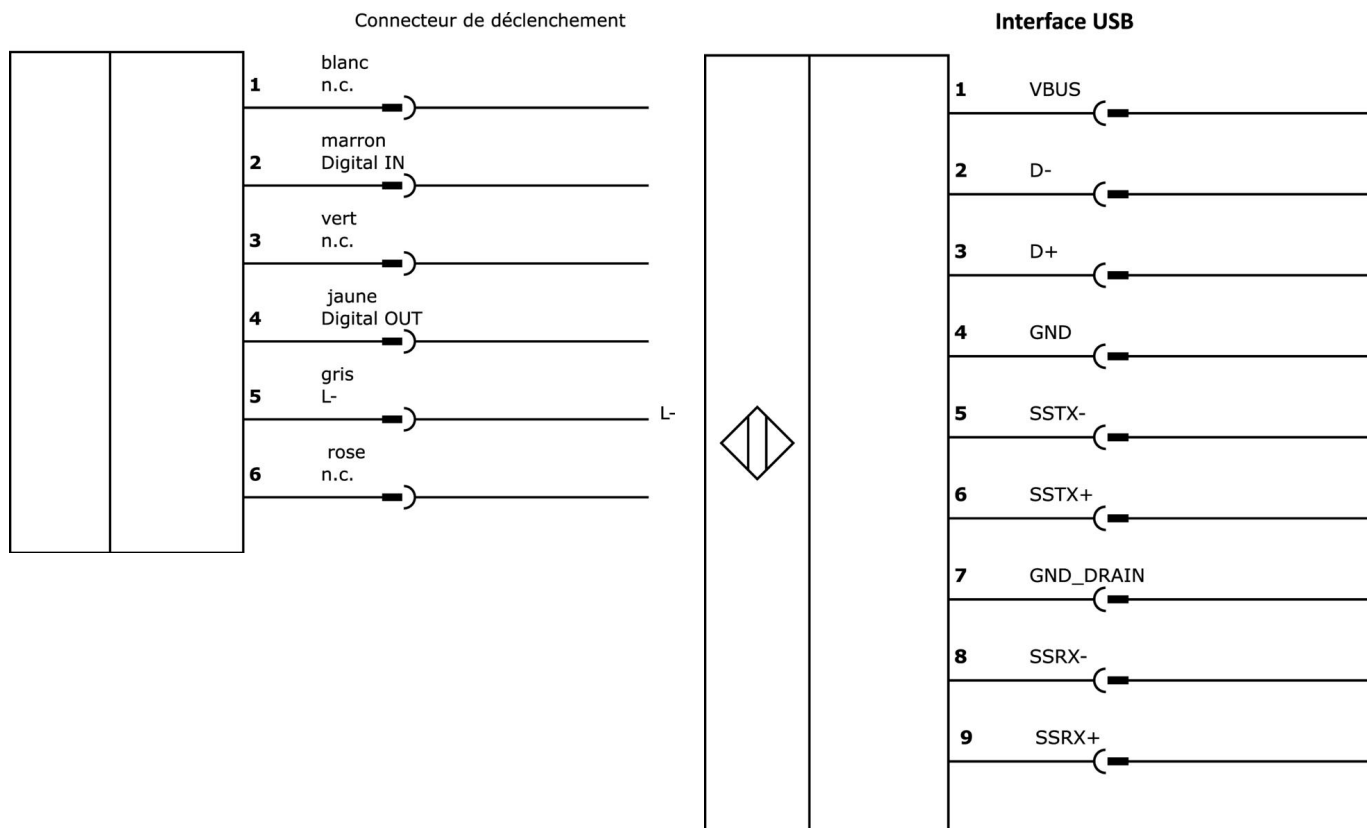 Connecteur de déclenchement
blanc
1 n.c.
marron
2 Digital IN
vert
3 n.c.
jaune
4 Digital OUT
gris
5 L-
L-
rose
6 n.c.
Interface USB
1 VBUS
2 D-
3 D+
4 GND
5 SSTX-
6 SSTX+
7 GND_DRAIN
8 SSRX-
9 SSRX+